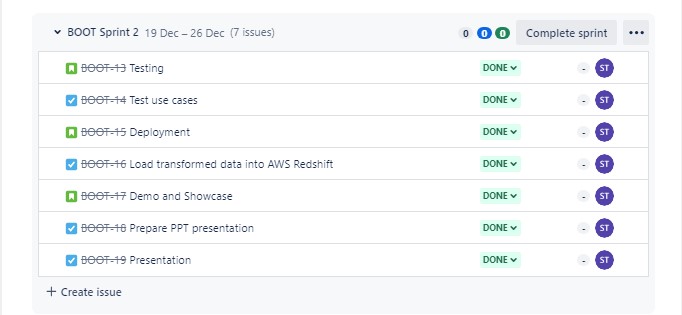 BOOT Sprint 2 19 Dec – 26 Dec (7 issues) 0 0 0 Complete sprint
BOOT-13 Testing DONE - ST
BOOT-14 Test use cases DONE - ST
BOOT-15 Deployment DONE - ST
BOOT-16 Load transformed data into AWS Redshift DONE - ST
BOOT-17 Demo and Showcase DONE - ST
BOOT-18 Prepare PPT presentation DONE - ST
BOOT-19 Presentation DONE - ST
+ Create issue